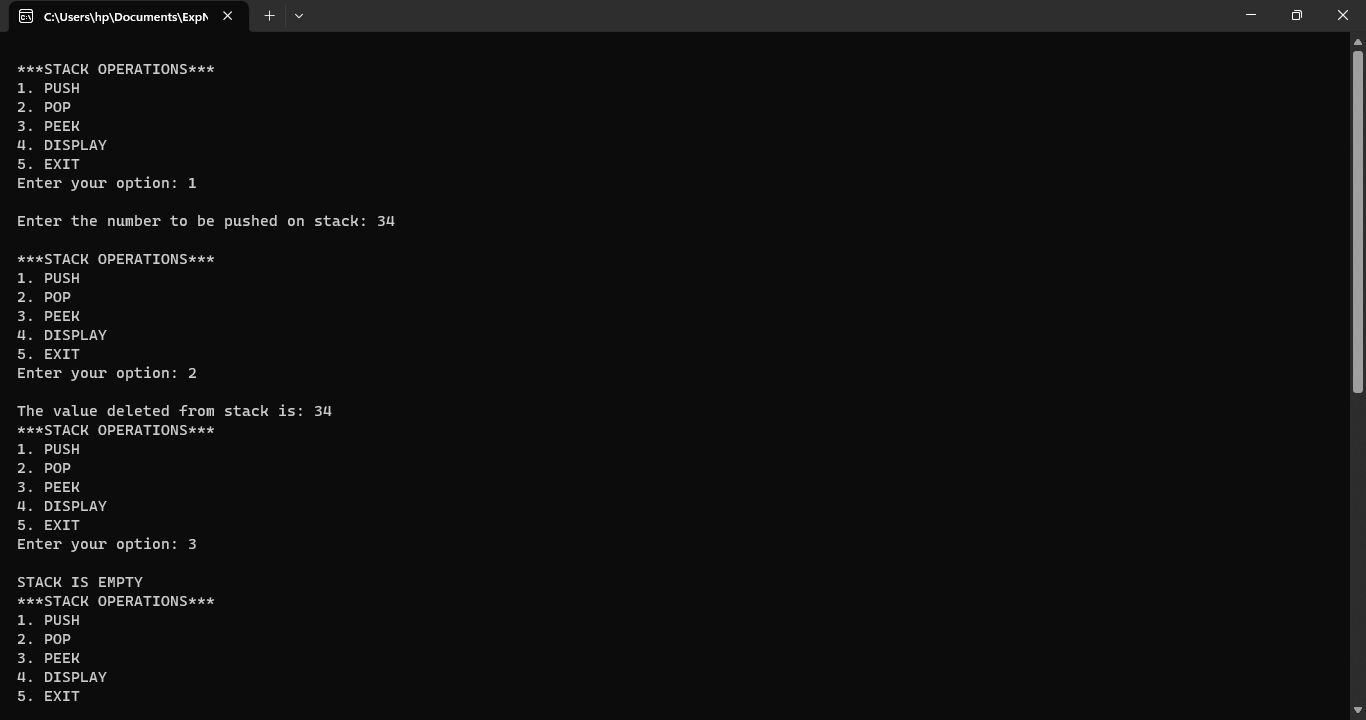 C:\Users\hp\Documents\ExpN
***STACK OPERATIONS***
1. PUSH
2. POP
3. PEEK
4. DISPLAY
5. EXIT
Enter your option: 1
Enter the number to be pushed on stack: 34
***STACK OPERATIONS***
1. PUSH
2. POP
3. PEEK
4. DISPLAY
5. EXIT
Enter your option: 2
The value deleted from stack is: 34
***STACK OPERATIONS***
1. PUSH
2. POP
3. PEEK
4. DISPLAY
5. EXIT
Enter your option: 3
STACK IS EMPTY
***STACK OPERATIONS***
1. PUSH
2. POP
3. PEEK
4. DISPLAY
5. EXIT